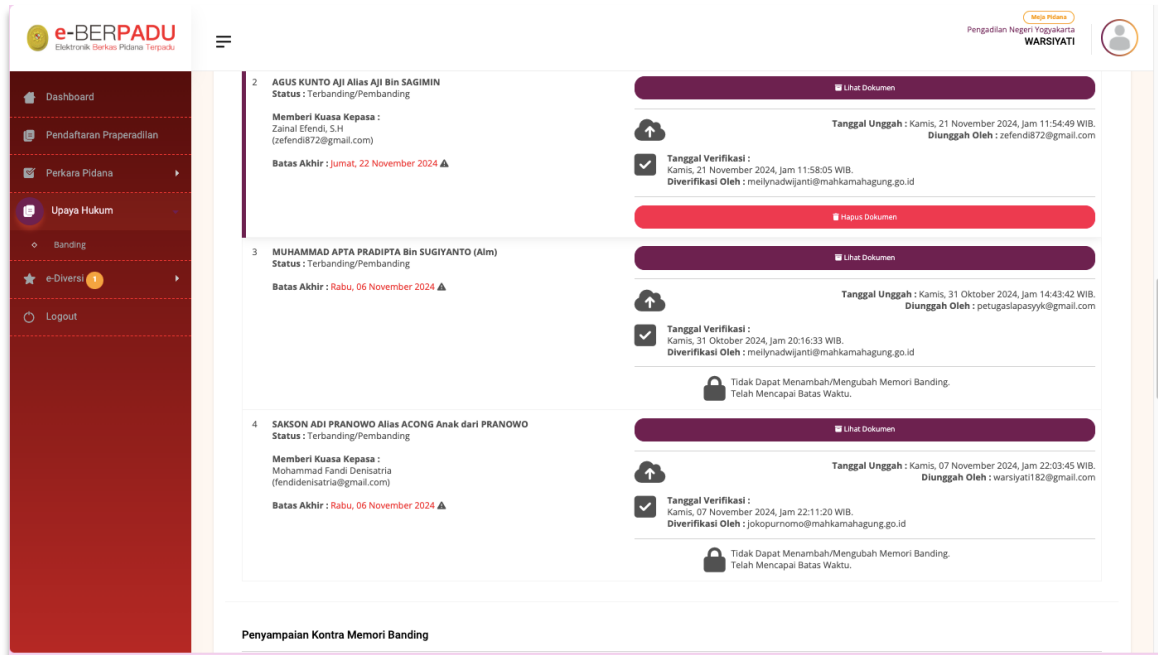 e-BERPADU
Elektronik Berkas Pidana Terpadu
Meja Pidana
Pengadilan Negeri Yogyakarta
WARSIYATI
Dashboard
Pendaftaran Praperadilan
Perkara Pidana
Upaya Hukum
Banding
e-Diversi 1
Logout
2 AGUS KUNTO AJI Alias AJI Bin SAGIMIN
Status : Terbanding/Pembanding
Memberi Kuasa Kepasa :
Zainal Efendi, S.H
(zefendi872@gmail.com)
Batas Akhir : Jumat, 22 November 2024
Lihat Dokumen
Tanggal Unggah : Kamis, 21 November 2024, Jam 11:54:49 WIB.
Diunggah Oleh : zefendi872@gmail.com
Tanggal Verifikasi :
Kamis, 21 November 2024, Jam 11:58:05 WIB.
Diverifikasi Oleh : meilynadwijanti@mahkamahagung.go.id
Hapus Dokumen
3 MUHAMMAD APTA PRADIPTA Bin SUGIYANTO (Alm)
Status : Terbanding/Pembanding
Batas Akhir : Rabu, 06 November 2024
Lihat Dokumen
Tanggal Unggah : Kamis, 31 Oktober 2024, Jam 14:43:42 WIB.
Diunggah Oleh : petugaslapasyyk@gmail.com
Tanggal Verifikasi :
Kamis, 31 Oktober 2024, Jam 20:16:33 WIB.
Diverifikasi Oleh : meilynadwijanti@mahkamahagung.go.id
Tidak Dapat Menambah/Mengubah Memori Banding.
Telah Mencapai Batas Waktu.
4 SAKSON ADI PRANOWO Alias ACONG Anak dari PRANOWO
Status : Terbanding/Pembanding
Memberi Kuasa Kepasa :
Mohammad Fandi Denisatria
(fendidenisatria@gmail.com)
Batas Akhir : Rabu, 06 November 2024
Lihat Dokumen
Tanggal Unggah : Kamis, 07 November 2024, Jam 22:03:45 WIB.
Diunggah Oleh : warsiyati182@gmail.com
Tanggal Verifikasi :
Kamis, 07 November 2024, Jam 22:11:20 WIB.
Diverifikasi Oleh : jokopurnomo@mahkamahagung.go.id
Tidak Dapat Menambah/Mengubah Memori Banding.
Telah Mencapai Batas Waktu.
Penyampaian Kontra Memori Banding